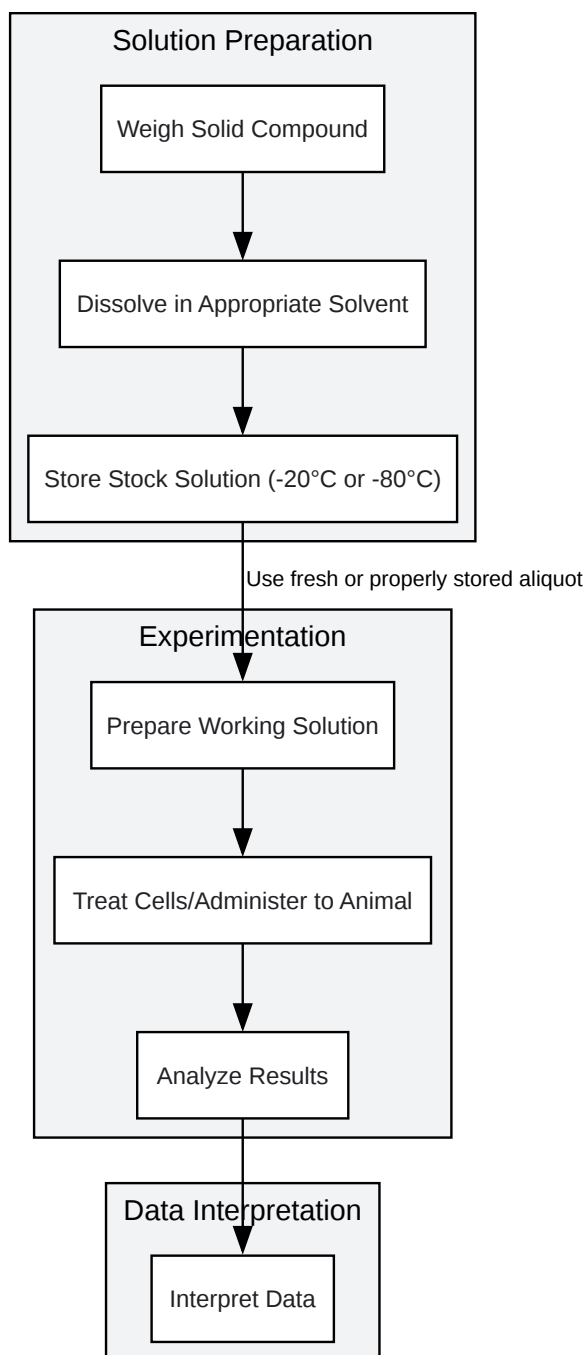 Solution Preparation
Weigh Solid Compound
Dissolve in Appropriate Solvent
Store Stock Solution (-20°C or -80°C)
Use fresh or properly stored aliquot
Experimentation
Prepare Working Solution
Treat Cells/Administer to Animal
Analyze Results
Data Interpretation
Interpret Data